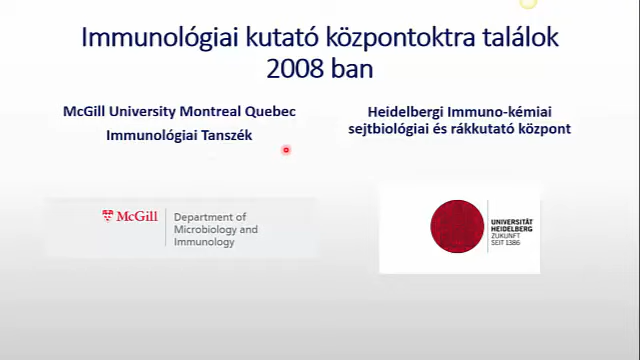 Immunológiai kutató központoktra találok
2008 ban
McGill University Montreal Quebec
Immunológiai Tanszék
Heidelbergi Immuno-kémiai
sejtbiológiai és rákkutató központ
McGill
Department of
Microbiology and
Immunology
UNIVERSITÄT
HEIDELBERG
ZUKUNFT
SEIT 1386